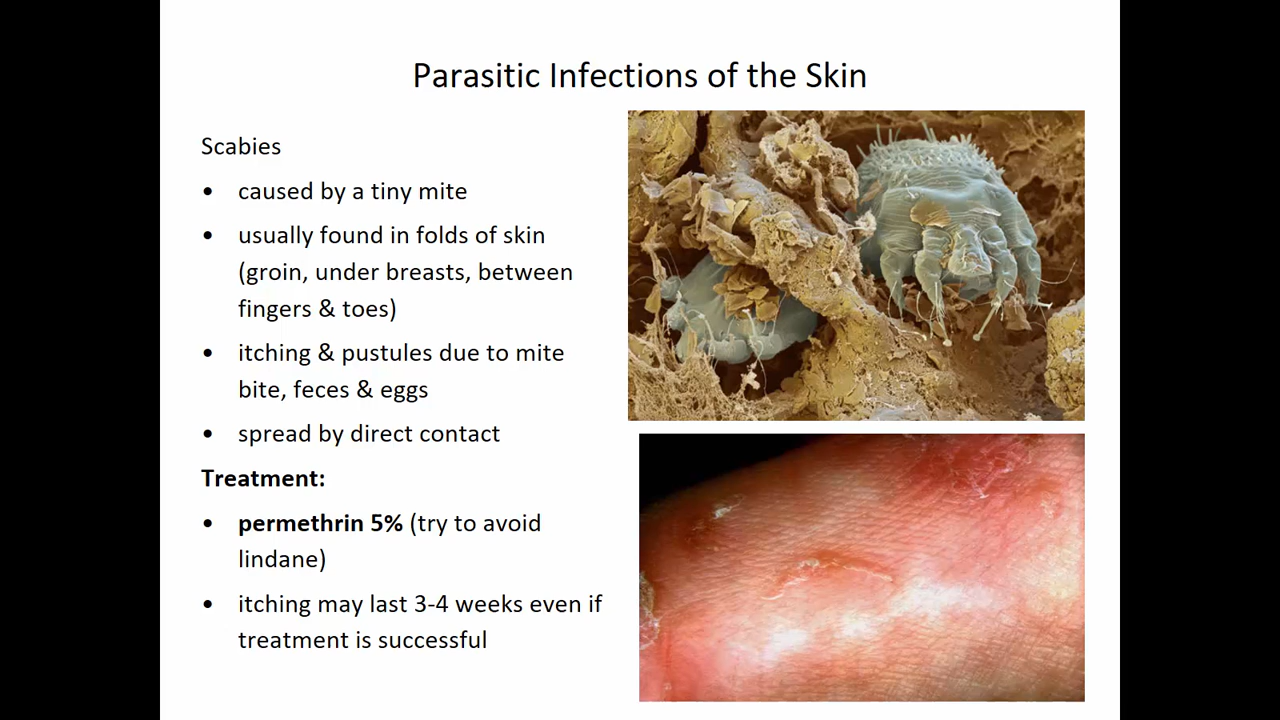 Parasitic Infections of the Skin
Scabies
• caused by a tiny mite
• usually found in folds of skin
(groin, under breasts, between
fingers & toes)
• itching & pustules due to mite
bite, feces & eggs
• spread by direct contact
Treatment:
• permethrin 5% (try to avoid
lindane)
• itching may last 3-4 weeks even if
treatment is successful